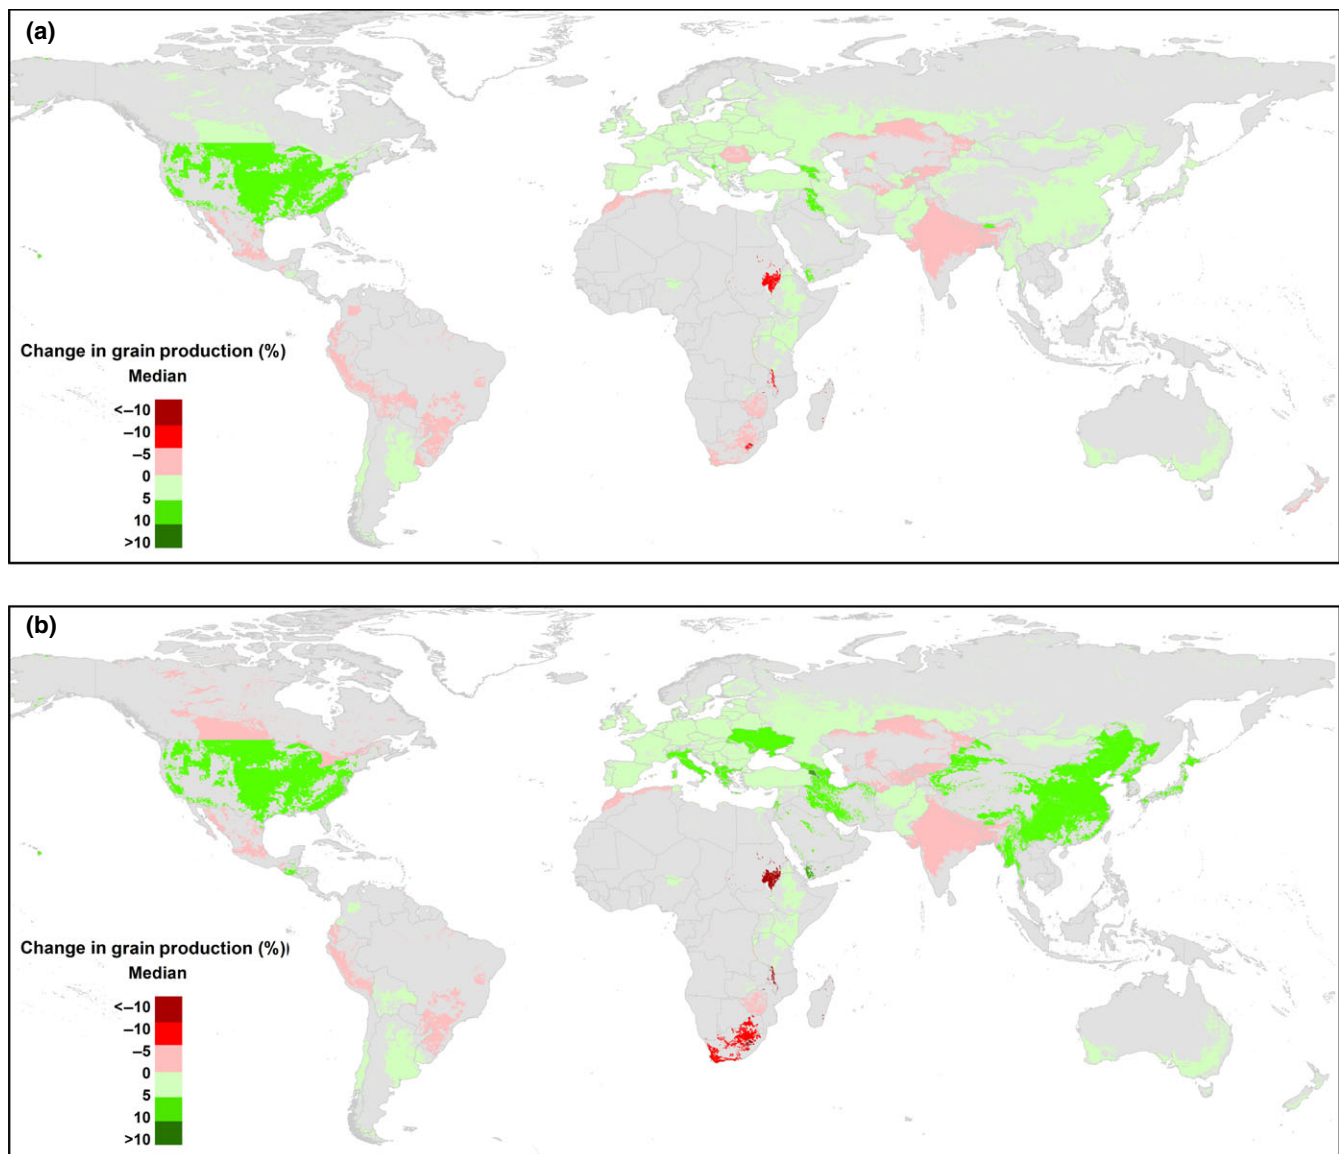 (a)
Change in grain production (%)
Median
<–10
–10
–5
0
5
10
>10
(b)
Change in grain production (%)
Median
<–10
–10
–5
0
5
10
>10